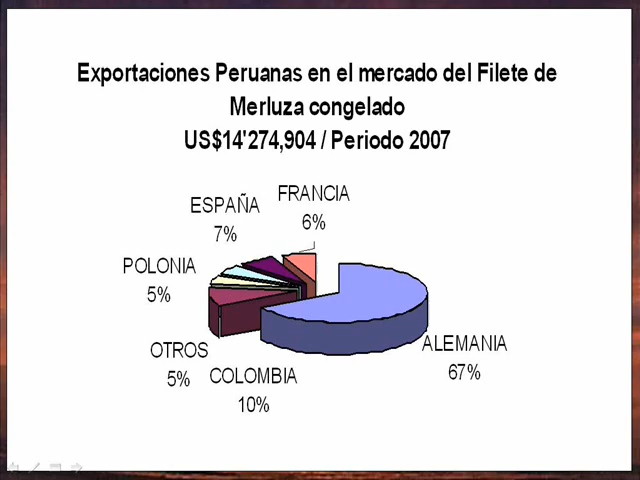 Exportaciones Peruanas en el mercado del Filete de
Merluza congelado
US$14'274,904 / Periodo 2007
FRANCIA
6%
ESPAÑA
7%
POLONIA
5%
OTROS
5%
COLOMBIA
10%
ALEMANIA
67%